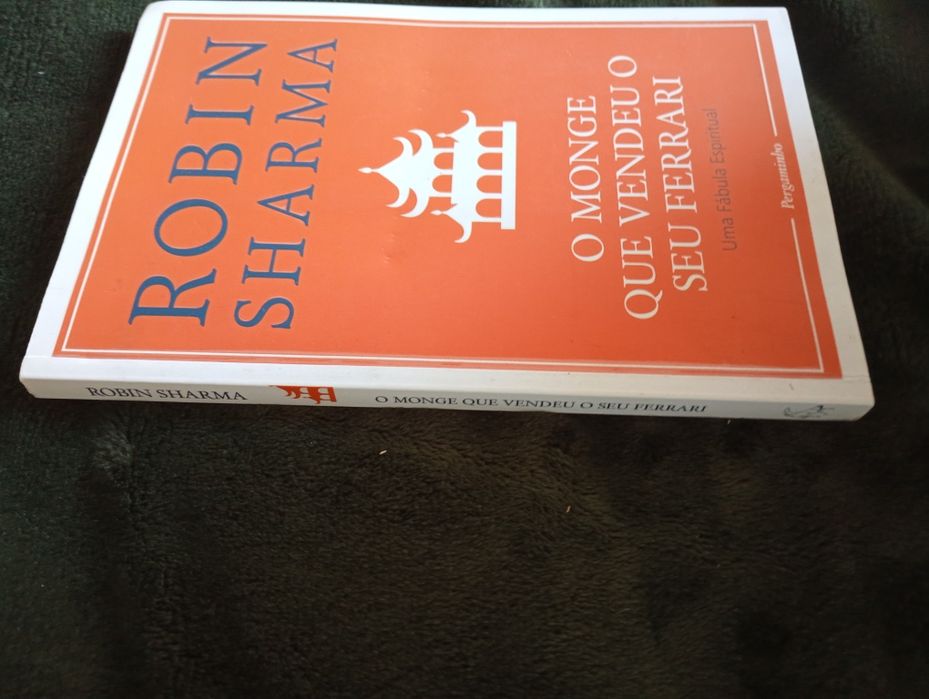 ROBIN
SHARMA
O MONGE
QUE VENDEU O
SEU FERRARI
Uma Fábula Espiritual
Pergaminho
ROBIN SHARMA
O MONGE QUE VENDEU O SEU FERRARI